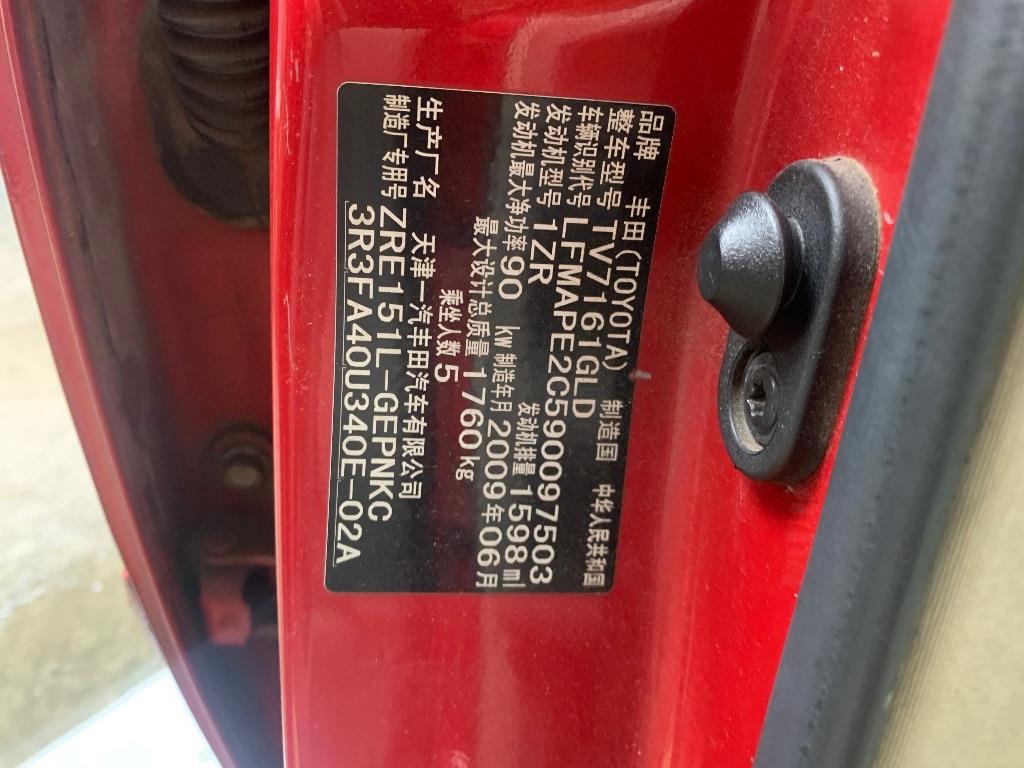 品牌 丰田(TOYOTA) 制造国 中华人民共和国
整车型号 TV7161GLD
车辆识别代号 LFMAPE2C590097503
发动机型号 1ZR 发动机排量 1598ml
发动机最大净功率 90 kW 制造年月 2009年06月
最大设计总质量 1760kg
乘坐人数 5
生产厂名 天津一汽丰田汽车有限公司
制造厂专用号 ZRE151L-GEPNKC
3R3FA40U340E-02A